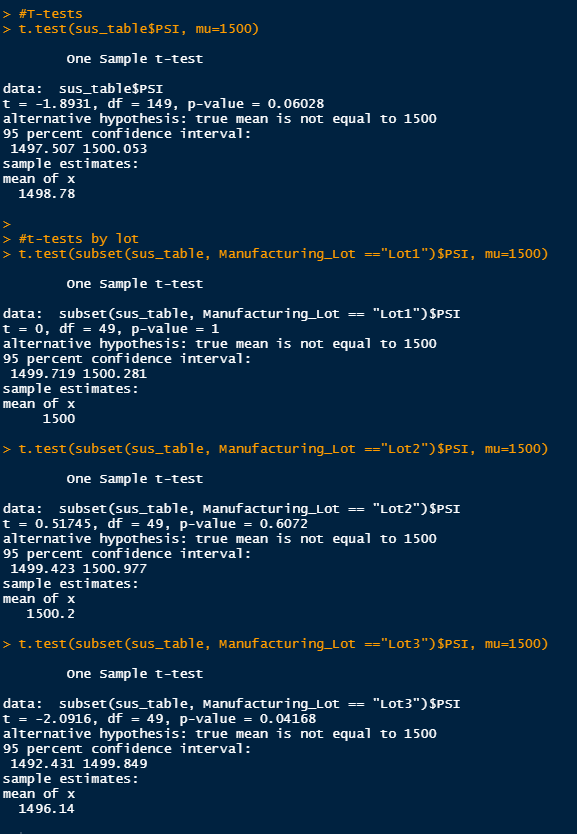 > #T-tests
> t.test(sus_table$PSI, mu=1500)
One Sample t-test
data:  sus_table$PSI
t = -1.8931, df = 149, p-value = 0.06028
alternative hypothesis: true mean is not equal to 1500
95 percent confidence interval:
1497.507 1500.053
sample estimates:
mean of x
1498.78
>
> #t-tests by lot
> t.test(subset(sus_table, Manufacturing_Lot =="Lot1")$PSI, mu=1500)
One Sample t-test
data:  subset(sus_table, Manufacturing_Lot == "Lot1")$PSI
t = 0, df = 49, p-value = 1
alternative hypothesis: true mean is not equal to 1500
95 percent confidence interval:
1499.719 1500.281
sample estimates:
mean of x
1500
> t.test(subset(sus_table, Manufacturing_Lot =="Lot2")$PSI, mu=1500)
One Sample t-test
data:  subset(sus_table, Manufacturing_Lot == "Lot2")$PSI
t = 0.51745, df = 49, p-value = 0.6072
alternative hypothesis: true mean is not equal to 1500
95 percent confidence interval:
1499.423 1500.977
sample estimates:
mean of x
1500.2
> t.test(subset(sus_table, Manufacturing_Lot =="Lot3")$PSI, mu=1500)
One Sample t-test
data:  subset(sus_table, Manufacturing_Lot == "Lot3")$PSI
t = -2.0916, df = 49, p-value = 0.04168
alternative hypothesis: true mean is not equal to 1500
95 percent confidence interval:
1492.431 1499.849
sample estimates:
mean of x
1496.14